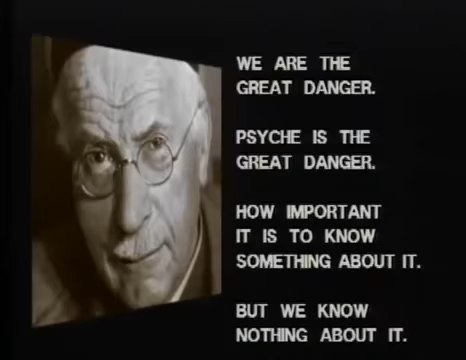 WE ARE THE
GREAT DANGER.
PSYCHE IS THE
GREAT DANGER.
HOW IMPORTANT
IT IS TO KNOW
SOMETHING ABOUT IT.
BUT WE KNOW
NOTHING ABOUT IT.